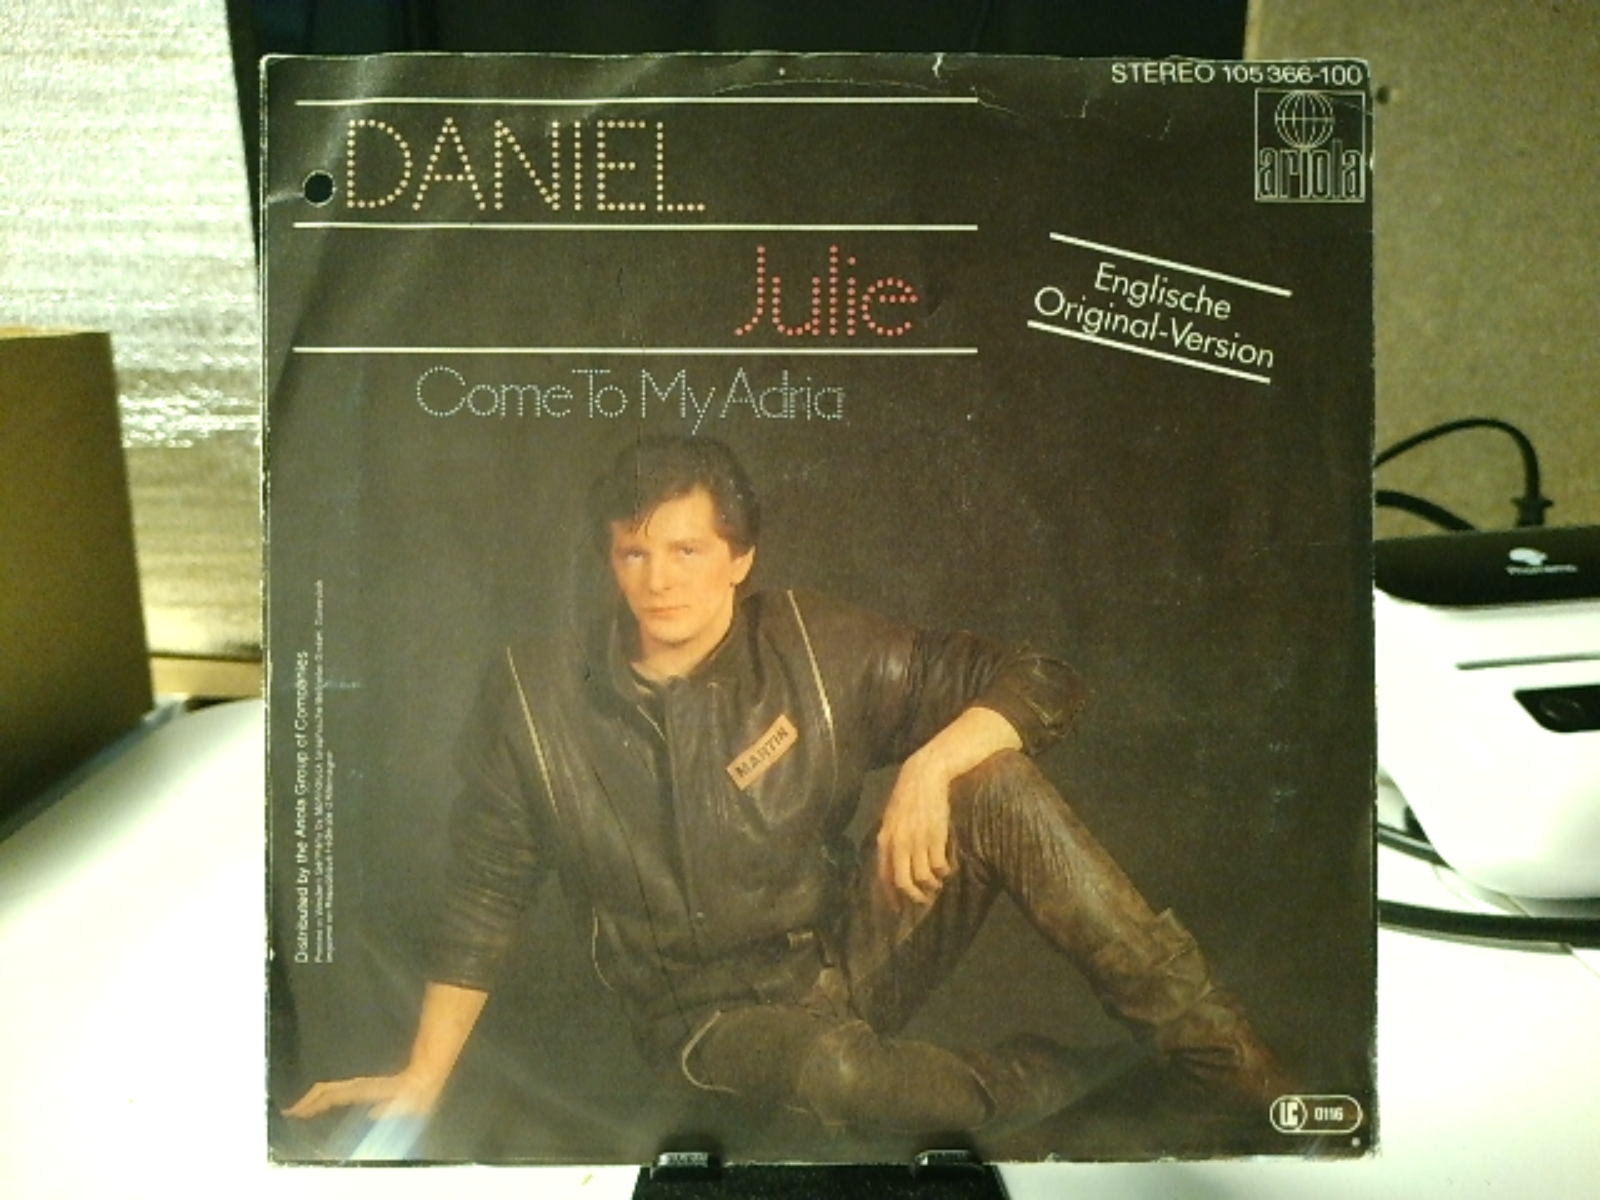 STEREO 105 366-100
DANIEL
ariola
Julie
Englische
Original-Version
Come To My Adria
MARTIN
Distributed by the Ariola Group of Companies
LC 0116